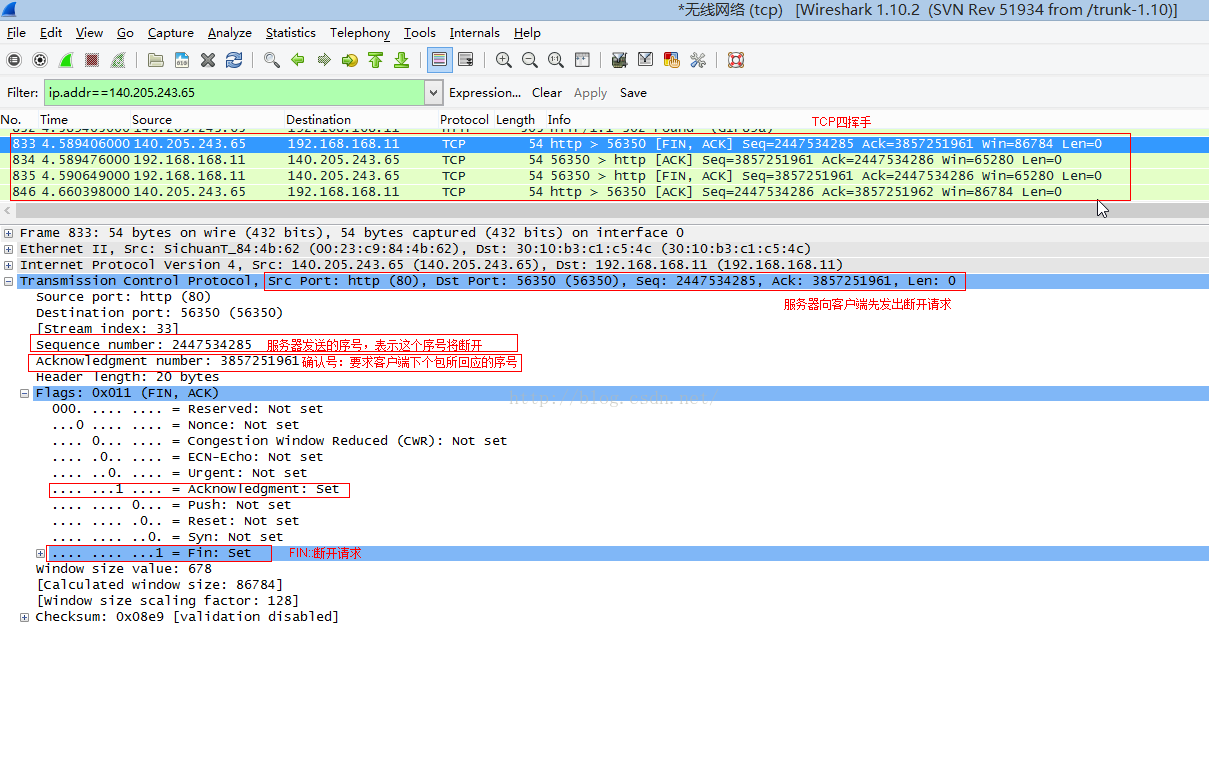 *无线网络 (tcp) [Wireshark 1.10.2 (SVN Rev 51934 from /trunk-1.10)]
File Edit View Go Capture Analyze Statistics Telephony Tools Internals Help
Filter: ip.addr==140.205.243.65 Expression... Clear Apply Save
No. Time Source Destination Protocol Length Info
TCP四挥手
833 4.589406000 140.205.243.65 192.168.168.11 TCP 54 http > 56350 [FIN, ACK] Seq=2447534285 Ack=3857251961 Win=86784 Len=0
834 4.589476000 192.168.168.11 140.205.243.65 TCP 54 56350 > http [ACK] Seq=3857251961 Ack=2447534286 Win=65280 Len=0
835 4.590649000 192.168.168.11 140.205.243.65 TCP 54 56350 > http [FIN, ACK] Seq=3857251961 Ack=2447534286 Win=65280 Len=0
846 4.660398000 140.205.243.65 192.168.168.11 TCP 54 http > 56350 [ACK] Seq=2447534286 Ack=3857251962 Win=86784 Len=0
Frame 833: 54 bytes on wire (432 bits), 54 bytes captured (432 bits) on interface 0
Ethernet II, Src: SichuanT_84:4b:62 (00:23:c9:84:4b:62), Dst: 30:10:b3:c1:c5:4c (30:10:b3:c1:c5:4c)
Internet Protocol Version 4, Src: 140.205.243.65 (140.205.243.65), Dst: 192.168.168.11 (192.168.168.11)
Transmission Control Protocol, Src Port: http (80), Dst Port: 56350 (56350), Seq: 2447534285, Ack: 3857251961, Len: 0
Source port: http (80)
服务器向客户端先发出断开请求
Destination port: 56350 (56350)
[Stream index: 33]
Sequence number: 2447534285 服务器发送的序号，表示这个序号将断开
Acknowledgment number: 3857251961 确认号：要求客户端下个包所回应的序号
Header length: 20 bytes
Flags: 0x011 (FIN, ACK)
http://blog.csdn.net/
000. .... .... = Reserved: Not set
...0 .... .... = Nonce: Not set
.... 0... .... = Congestion Window Reduced (CWR): Not set
.... .0.. .... = ECN-Echo: Not set
.... ..0. .... = Urgent: Not set
.... ...1 .... = Acknowledgment: Set
.... .... 0... = Push: Not set
.... .... .0.. = Reset: Not set
.... .... ..0. = Syn: Not set
.... .... ...1 = Fin: Set FIN:断开请求
Window size value: 678
[Calculated window size: 86784]
[Window size scaling factor: 128]
Checksum: 0x08e9 [validation disabled]